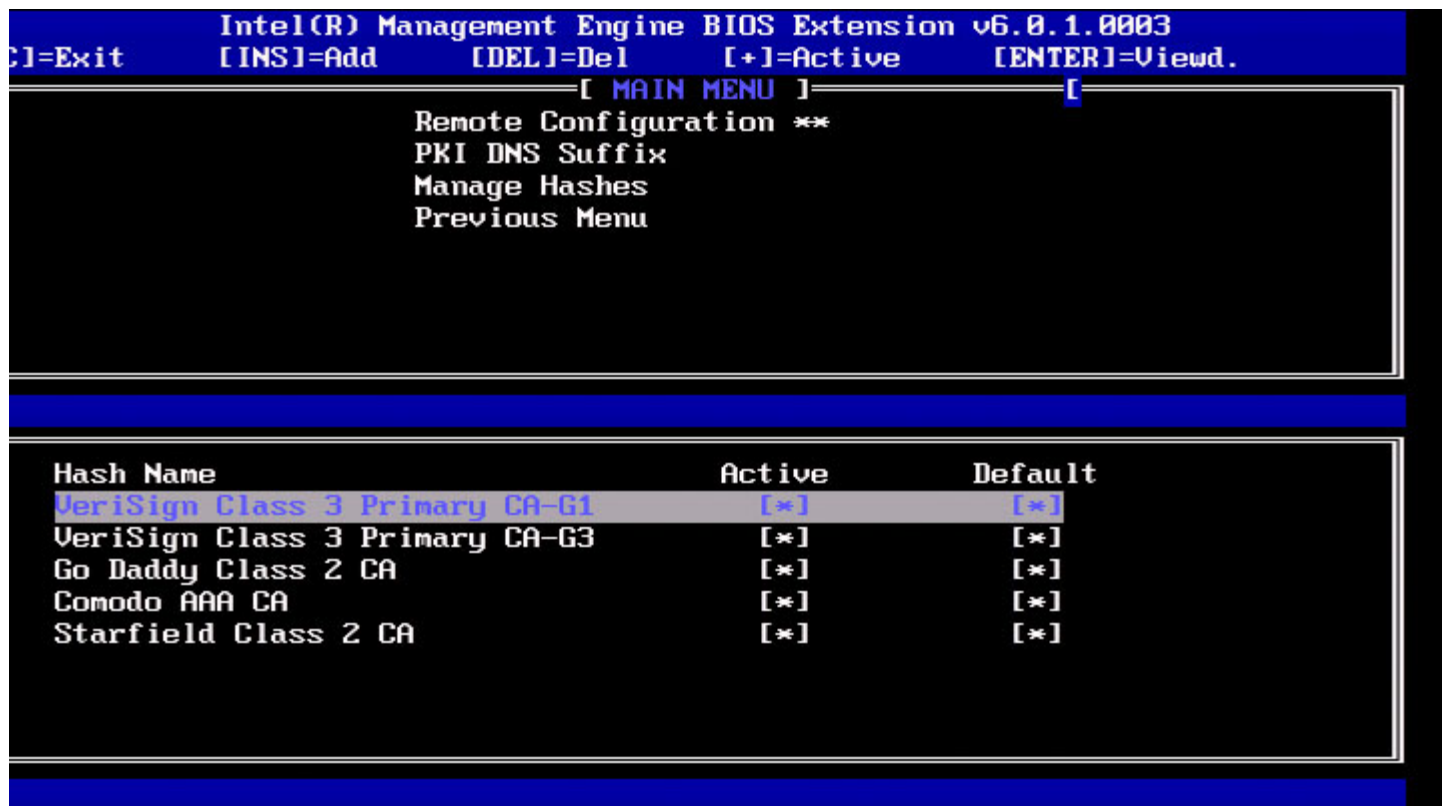 Intel(R) Management Engine BIOS Extension v6.0.1.0003
C]=Exit [INS]=Add [DEL]=Del [+]=Active [ENTER]=Viewd.
[ MAIN MENU ] [
Remote Configuration **
PKI DNS Suffix
Manage Hashes
Previous Menu
Hash Name Active Default
VeriSign Class 3 Primary CA-G1 [*] [*]
VeriSign Class 3 Primary CA-G3 [*] [*]
Go Daddy Class 2 CA [*] [*]
Comodo AAA CA [*] [*]
Starfield Class 2 CA [*] [*]